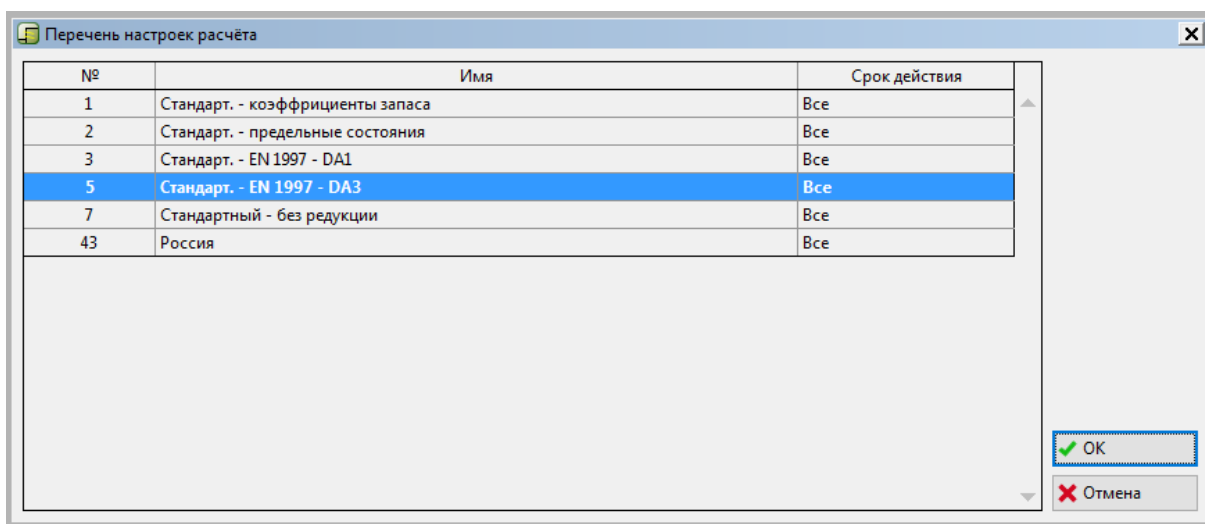 Перечень настроек расчёта
№ Имя Срок действия
1 Стандарт. - коэффрициенты запаса Все
2 Стандарт. - предельные состояния Все
3 Стандарт. - EN 1997 - DA1 Все
5 Стандарт. - EN 1997 - DA3 Все
7 Стандартный - без редукции Все
43 Россия Все
OK
Отмена